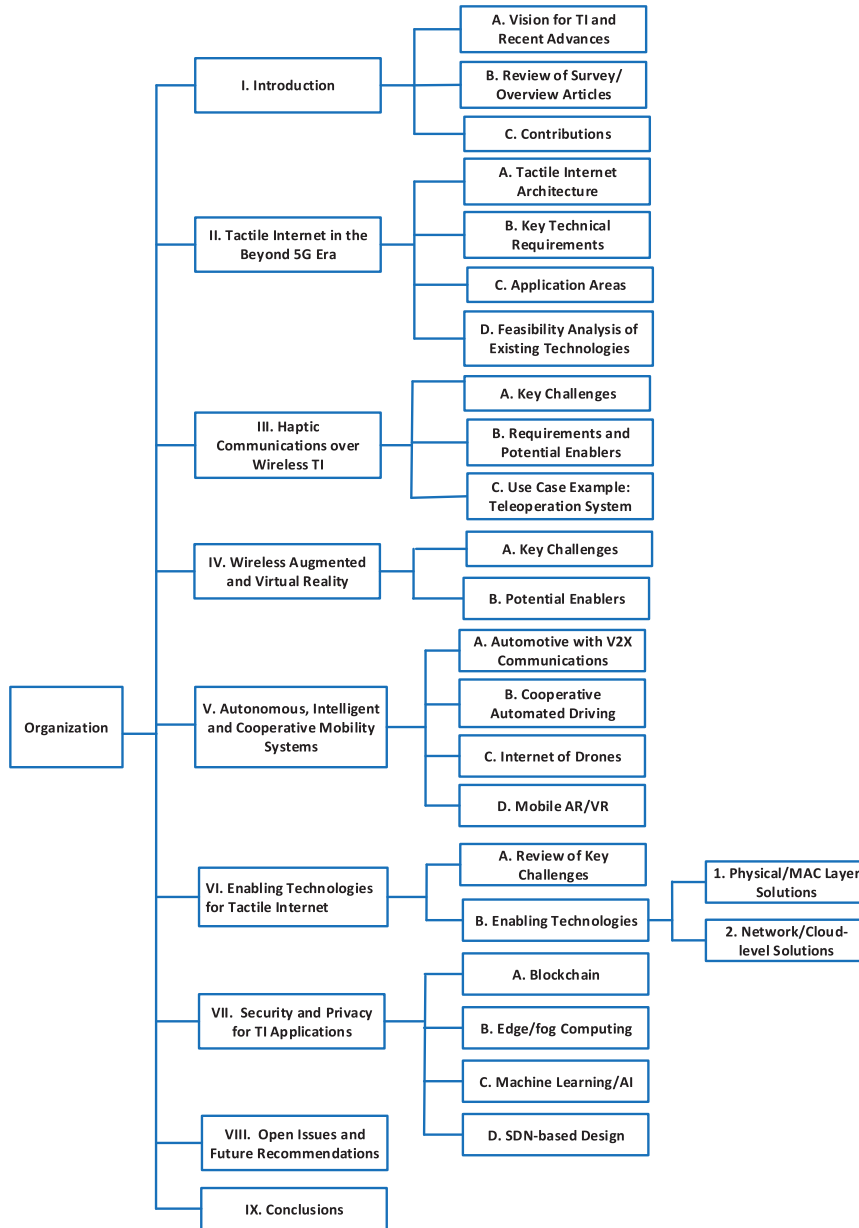 Organization
I. Introduction
A. Vision for TI and
Recent Advances
B. Review of Survey/
Overview Articles
C. Contributions
II. Tactile Internet in the
Beyond 5G Era
A. Tactile Internet
Architecture
B. Key Technical
Requirements
C. Application Areas
D. Feasibility Analysis of
Existing Technologies
III. Haptic
Communications over
Wireless TI
A. Key Challenges
B. Requirements and
Potential Enablers
C. Use Case Example:
Teleoperation System
IV. Wireless Augmented
and Virtual Reality
A. Key Challenges
B. Potential Enablers
V. Autonomous, Intelligent
and Cooperative Mobility
Systems
A. Automotive with V2X
Communications
B. Cooperative
Automated Driving
C. Internet of Drones
D. Mobile AR/VR
VI. Enabling Technologies
for Tactile Internet
A. Review of Key
Challenges
B. Enabling Technologies
1. Physical/MAC Layer
Solutions
2. Network/Cloud-
level Solutions
VII. Security and Privacy
for TI Applications
A. Blockchain
B. Edge/fog Computing
C. Machine Learning/AI
D. SDN-based Design
VIII. Open Issues and
Future Recommendations
IX. Conclusions